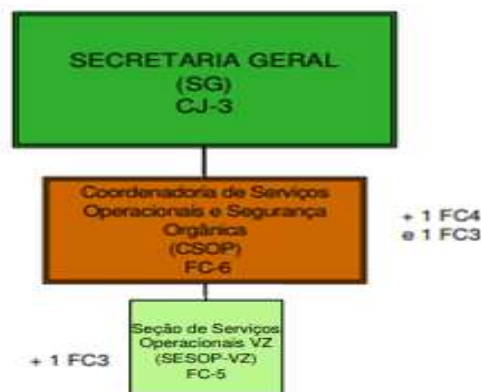 SECRETARIA GERAL
(SG)
CJ-3
Coordenadoria de Serviços
Operacionais e Segurança
Orgânica
(CSOP)
FC-6
+ 1 FC4
e 1 FC3
Seção de Serviços
Operacionais VZ
(SESOP-VZ)
FC-5
+ 1 FC3